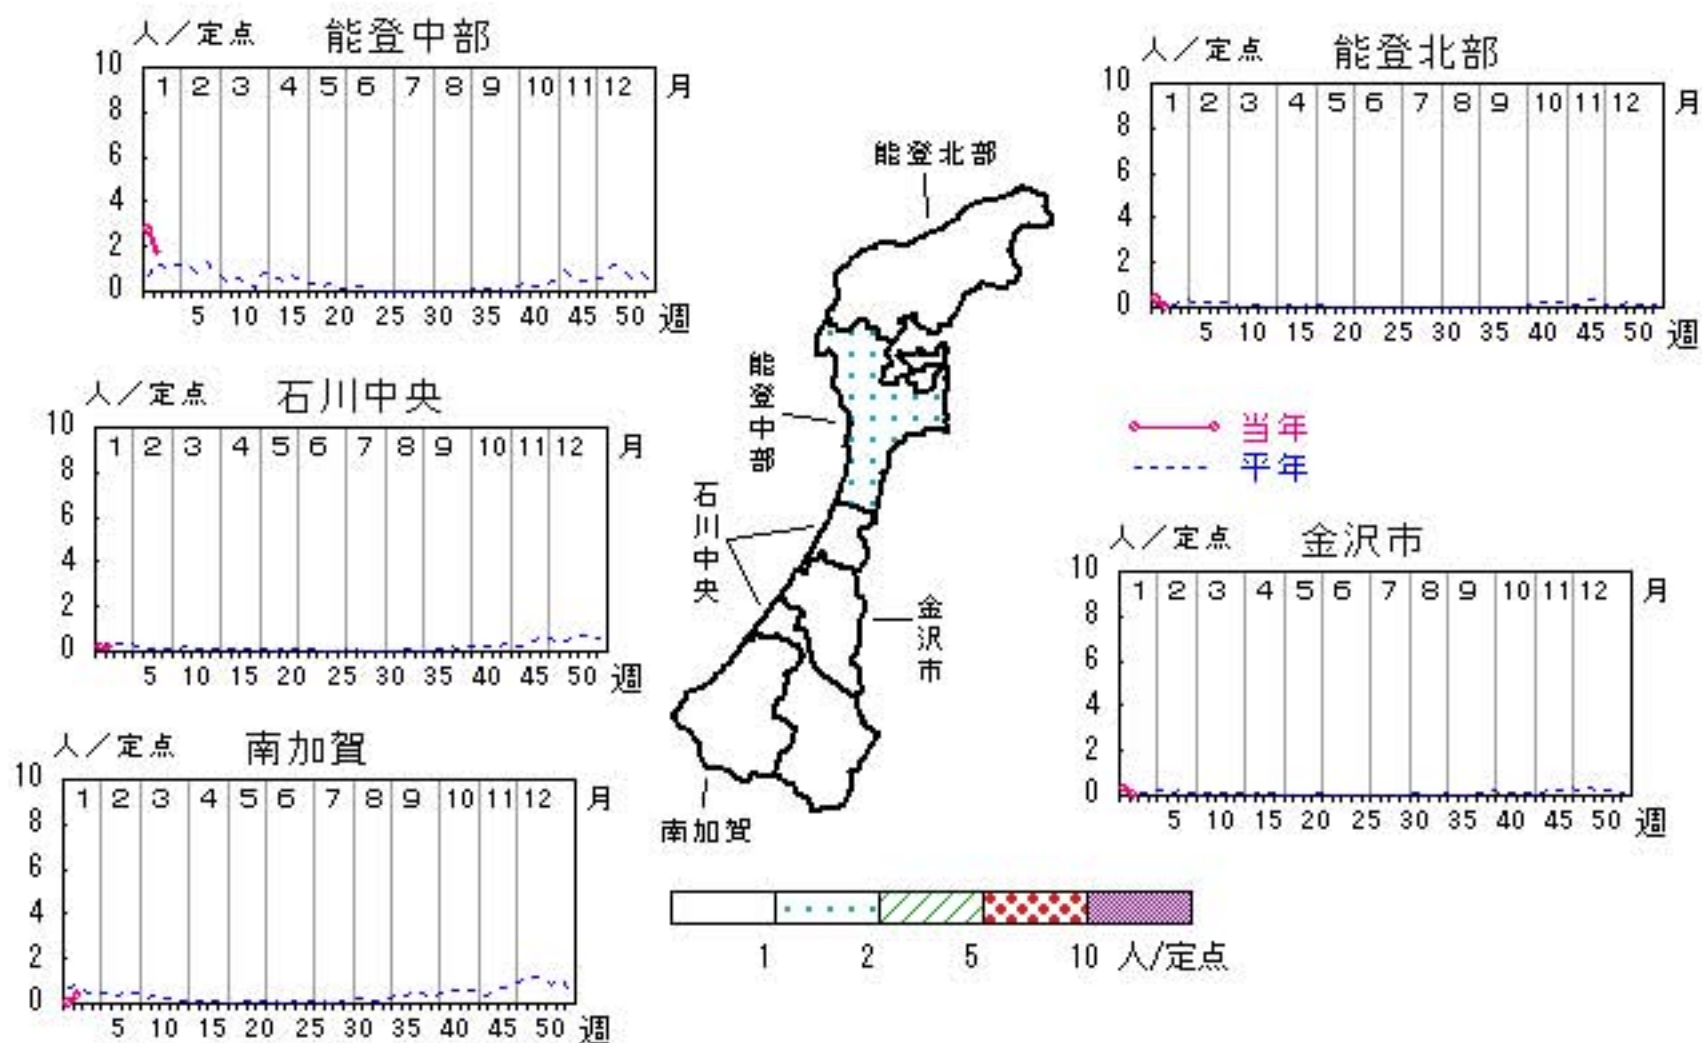 人／定点 能登中部
10 8 6 4 2 0
1 2 3 4 5 6 7 8 9 10 11 12 月
5 10 15 20 25 30 35 40 45 50 週
人／定点 能登北部
10 8 6 4 2 0
1 2 3 4 5 6 7 8 9 10 11 12 月
5 10 15 20 25 30 35 40 45 50 週
人／定点 石川中央
10 8 6 4 2 0
1 2 3 4 5 6 7 8 9 10 11 12 月
5 10 15 20 25 30 35 40 45 50 週
能登北部
能登中部
石川中央
金沢市
南加賀
当年
平年
人／定点 金沢市
10 8 6 4 2 0
1 2 3 4 5 6 7 8 9 10 11 12 月
5 10 15 20 25 30 35 40 45 50 週
人／定点 南加賀
10 8 6 4 2 0
1 2 3 4 5 6 7 8 9 10 11 12 月
5 10 15 20 25 30 35 40 45 50 週
1 2 5 10 人/定点